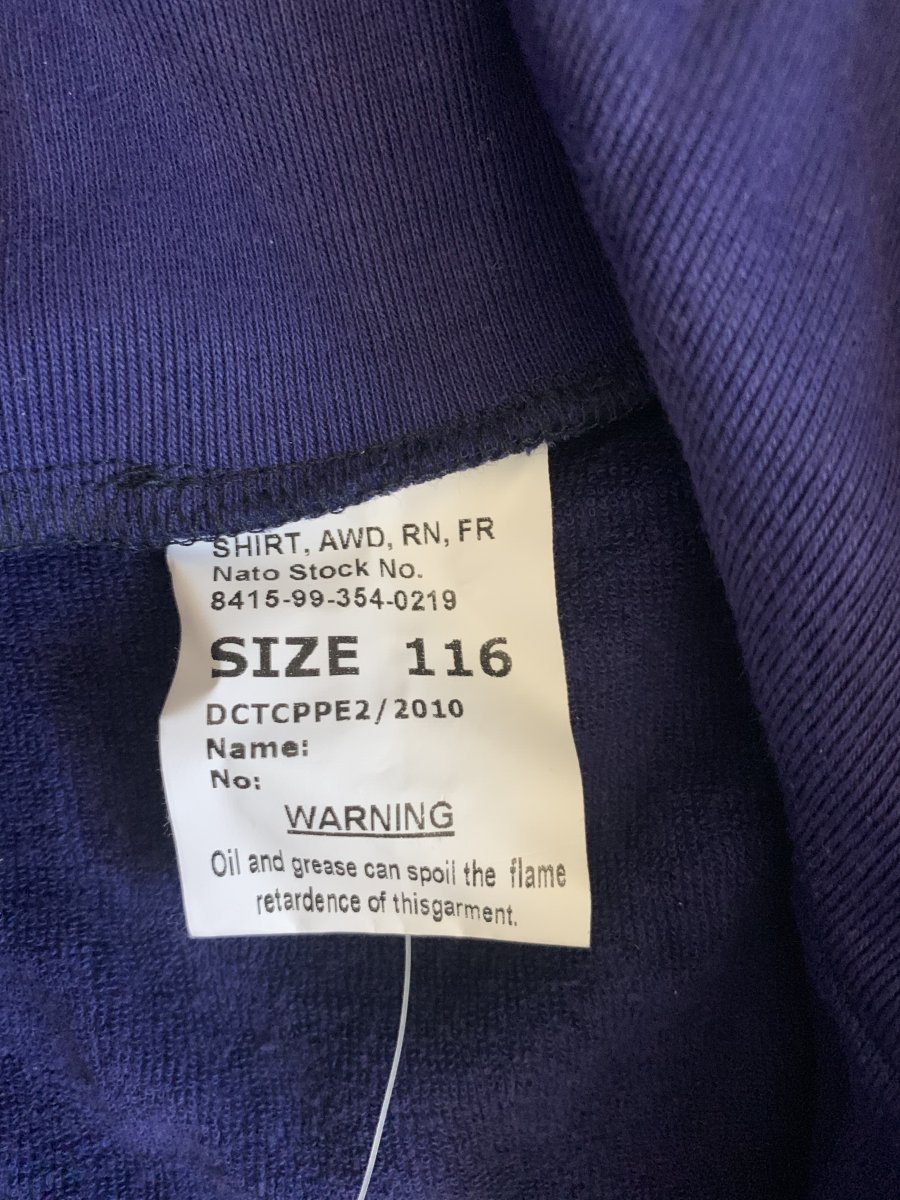 SHIRT, AWD, RN, FR
Nato Stock No.
8415-99-354-0219
SIZE 116
DCTCPPE2/2010
Name:
No:
WARNING
Oil and grease can spoil the flame
retardence of thisgarment.